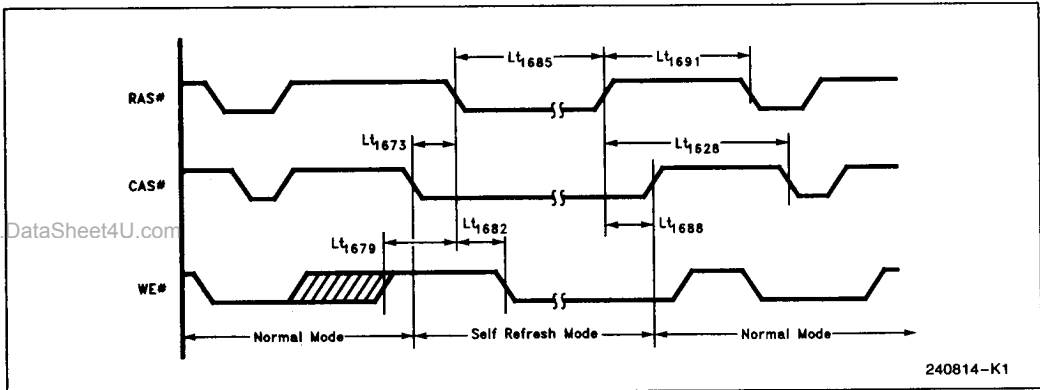 Lt1685
Lt1691
RAS#
Lt1673
Lt1628
CAS#
Lt1682
Lt1679
Lt1688
WE#
Normal Mode
Self Refresh Mode
Normal Mode
240814-K1
.DataSheet4U.com